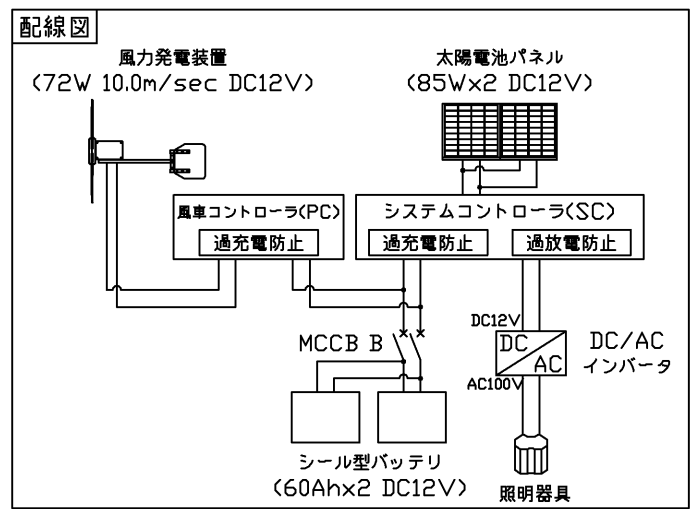 配線図
風力発電装置
(72W 10.0m/sec DC12V)
太陽電池パネル
(85Wx2 DC12V)
風車コントローラ(PC)
過充電防止
システムコントローラ(SC)
過充電防止
過放電防止
MCCB B
DC12V
DC
AC
AC100V
DC/AC
インバータ
シール型バッテリ
(60Ahx2 DC12V)
照明器具